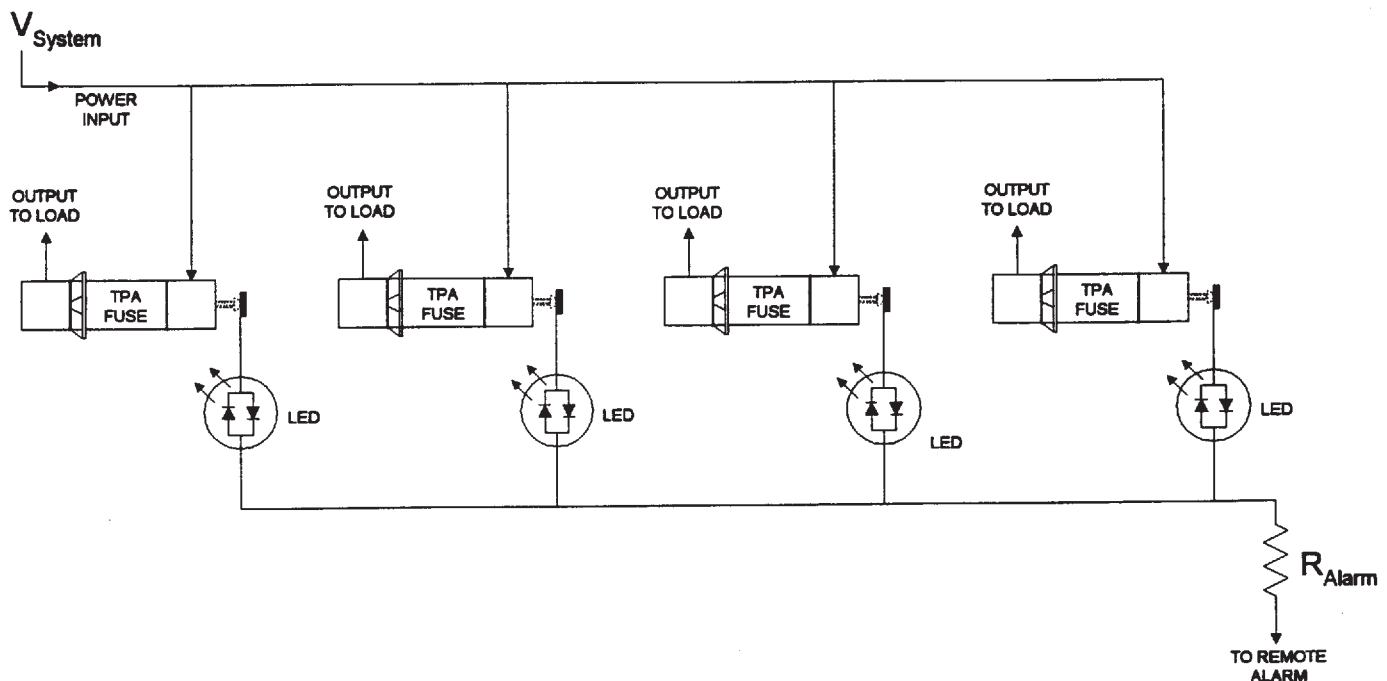 V System
POWER
INPUT
OUTPUT
TO LOAD
OUTPUT
TO LOAD
OUTPUT
TO LOAD
OUTPUT
TO LOAD
TPA
FUSE
TPA
FUSE
TPA
FUSE
TPA
FUSE
LED
LED
LED
LED
R Alarm
TO REMOTE
ALARM